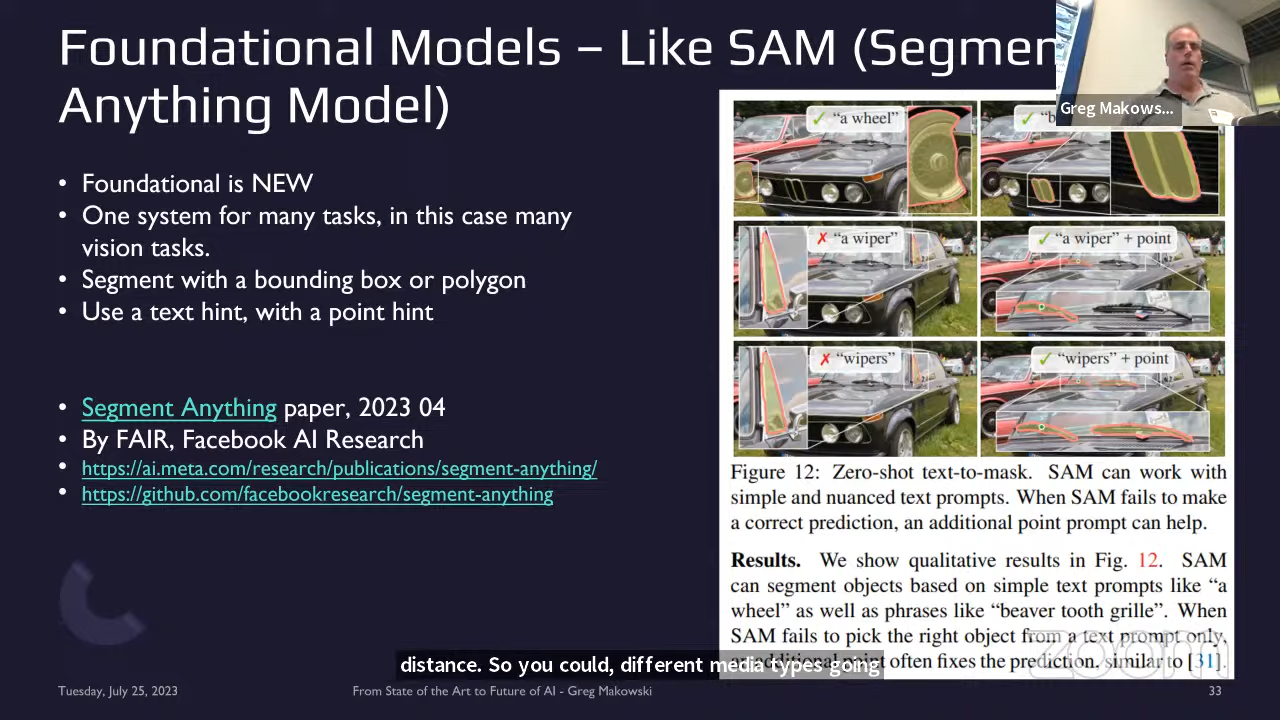 Foundational Models – Like SAM (Segmen
Anything Model)
Greg Makows...
• Foundational is NEW
• One system for many tasks, in this case many
vision tasks.
• Segment with a bounding box or polygon
• Use a text hint, with a point hint
• Segment Anything paper, 2023 04
• By FAIR, Facebook AI Research
• https://ai.meta.com/research/publications/segment-anything/
• https://github.com/facebookresearch/segment-anything
✓ “a wheel”
✓ “b
✗ “a wiper”
✓ “a wiper” + point
✗ “wipers”
✓ “wipers” + point
Figure 12: Zero-shot text-to-mask. SAM can work with
simple and nuanced text prompts. When SAM fails to make
a correct prediction, an additional point prompt can help.
Results. We show qualitative results in Fig. 12. SAM
can segment objects based on simple text prompts like “a
wheel” as well as phrases like “beaver tooth grille”. When
SAM fails to pick the right object from a text prompt only,
an additional point often fixes the prediction, similar to [31].
zoom
distance. So you could, different media types going
Tuesday, July 25, 2023
From State of the Art to Future of AI - Greg Makowski
33